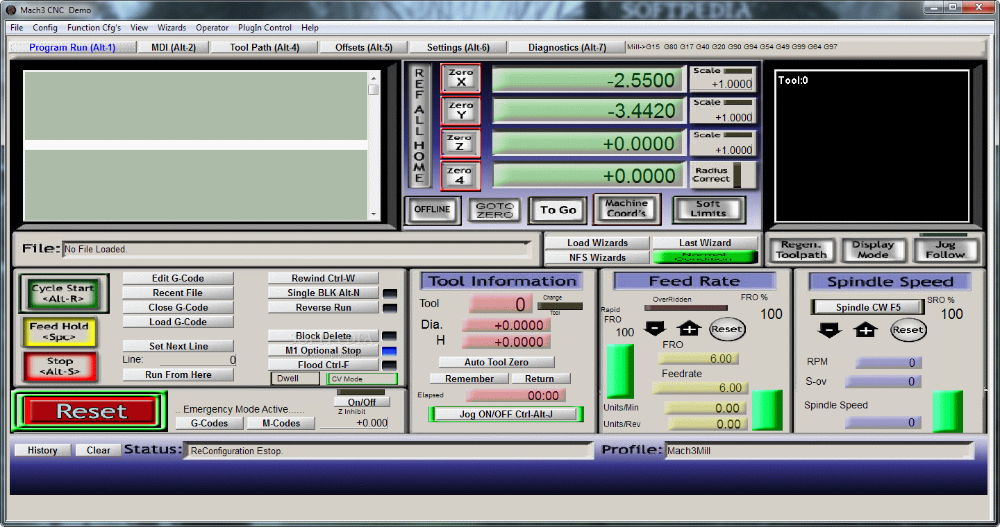 Mach3 CNC  Demo
SOFTPEDIA
File Config Function Cfg's View Wizards Operator PlugIn Control Help
Program Run (Alt-1) MDI (Alt-2) Tool Path (Alt-4) Offsets (Alt-5) Settings (Alt-6) Diagnostics (Alt-7) Mill->G15 G80 G17 G40 G20 G90 G94 G54 G49 G99 G64 G97
REF ALL HOME
Zero X -2.5500 Scale +1.0000
Zero Y -3.4420 Scale +1.0000
Zero Z +0.0000 Scale +1.0000
Zero 4 +0.0000 Radius Correct
OFFLINE GOTO ZERO To Go Machine Coord's Soft Limits
Tool:0
File: No File Loaded.
Load Wizards Last Wizard
NFS Wizards Normal Condition
Regen. Toolpath Display Mode Jog Follow
Cycle Start <Alt-R>
Feed Hold <Spc>
Stop <Alt-S>
Edit G-Code
Recent File
Close G-Code
Load G-Code
Set Next Line
Line: 0
Run From Here
Rewind Ctrl-W
Single BLK Alt-N
Reverse Run
Block Delete
M1 Optional Stop
Flood Ctrl-F
Dwell CV Mode
SOFTPEDIA
Reset
.. Emergency Mode Active......
G-Codes M-Codes
On/Off
Z Inhibit
+0.000
Tool Information
Tool 0 Change Tool
Dia. +0.0000
H +0.0000
Auto Tool Zero
Remember Return
Elapsed 00:00
Jog ON/OFF Ctrl-Alt-J
Feed Rate
OverRidden FRO %
100
Rapid FRO
100
Reset
FRO
6.00
Feedrate
6.00
Units/Min 0.00
Units/Rev 0.00
Spindle Speed
Spindle CW F5 SRO %
100
Reset
RPM 0
S-ov 0
Spindle Speed
0
History Clear Status: ReConfiguration Estop. Profile: Mach3Mill